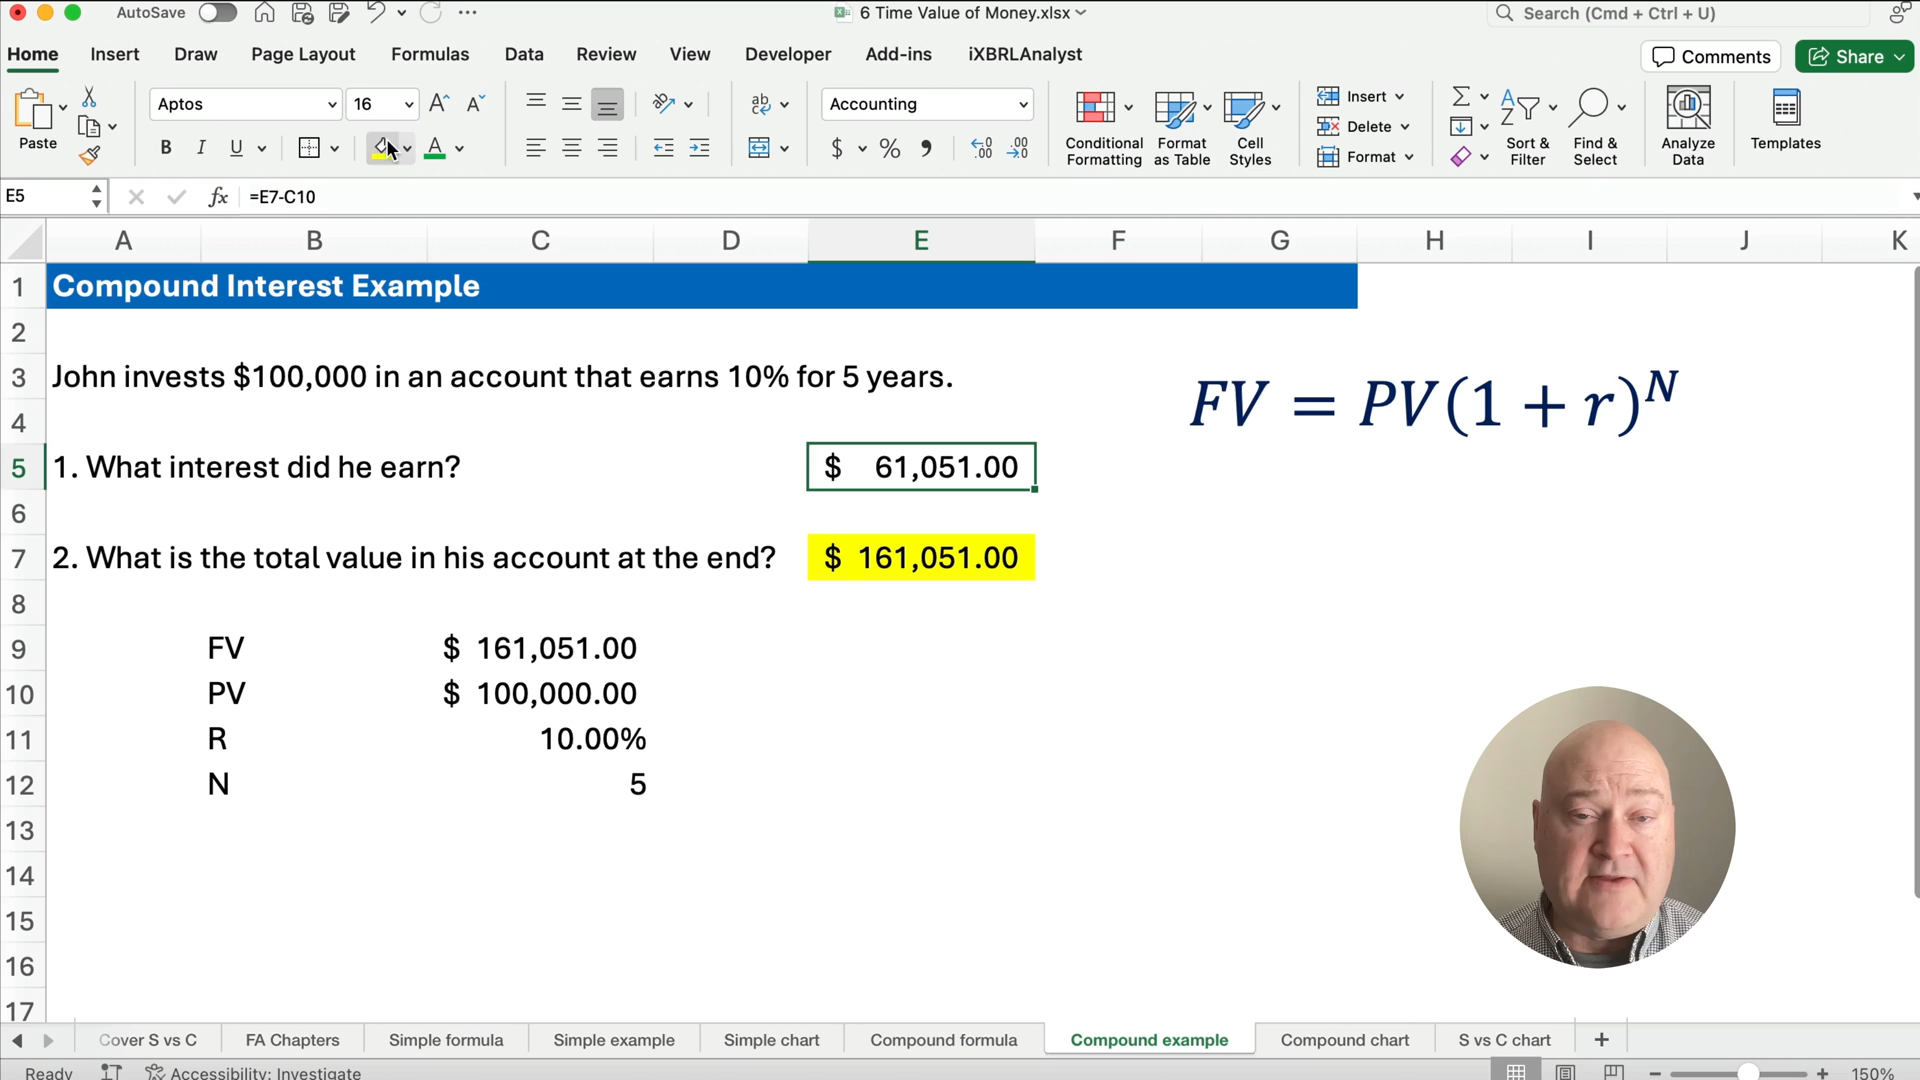 AutoSave
6 Time Value of Money.xlsx
Search (Cmd + Ctrl + U)
Home Insert Draw Page Layout Formulas Data Review View Developer Add-ins iXBRLAnalyst Comments Share
Paste
Aptos 16
B I U A
ab
Accounting
$ % 9
Conditional Formatting
Format as Table
Cell Styles
Insert
Delete
Format
Sort & Filter
Find & Select
Analyze Data
Templates
E5 fx =E7-C10
A B C D E F G H I J K
1 Compound Interest Example
2
3 John invests $100,000 in an account that earns 10% for 5 years.
FV = PV(1 + r)^N
4
5 1. What interest did he earn? $ 61,051.00
6
7 2. What is the total value in his account at the end? $ 161,051.00
8
9 FV $ 161,051.00
10 PV $ 100,000.00
11 R 10.00%
12 N 5
13
14
15
16
17
Cover S vs C FA Chapters Simple formula Simple example Simple chart Compound formula Compound example Compound chart S vs C chart +
Ready Accessibility: Investigate 150%